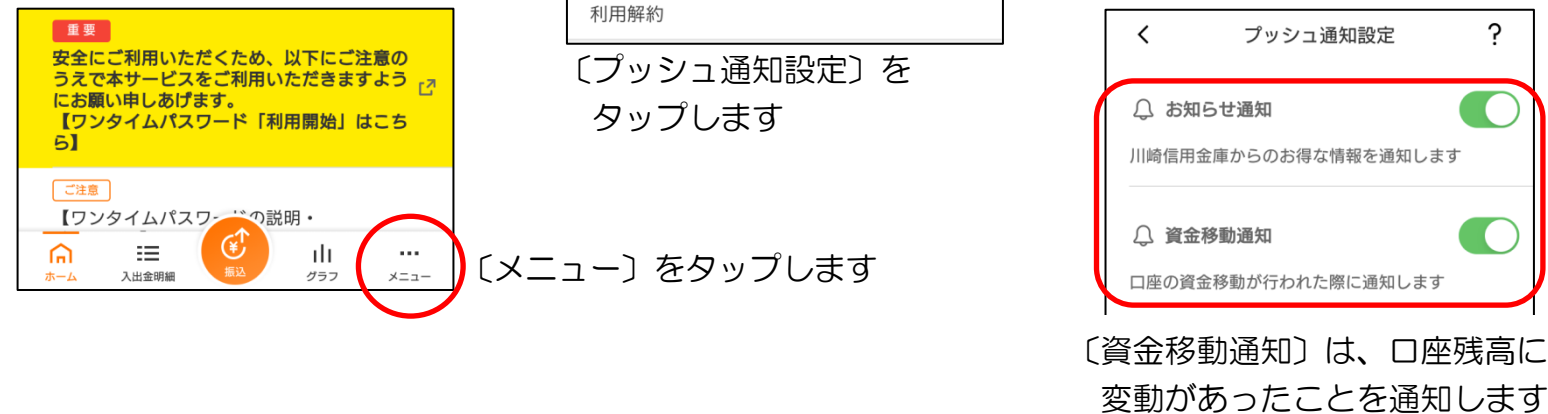 重要
安全にご利用いただくため、以下にご注意の
うえで本サービスをご利用いただきますよう
にお願い申しあげます。
【ワンタイムパスワード「利用開始」はこち
ら】
ご注意
【ワンタイムパスワードの説明・
ホーム
入出金明細
振込
グラフ
メニュー
〔メニュー〕をタップします
利用解約
〔プッシュ通知設定〕を
タップします
プッシュ通知設定
?
お知らせ通知
川崎信用金庫からのお得な情報を通知します
資金移動通知
口座の資金移動が行われた際に通知します
〔資金移動通知〕は、口座残高に
変動があったことを通知します